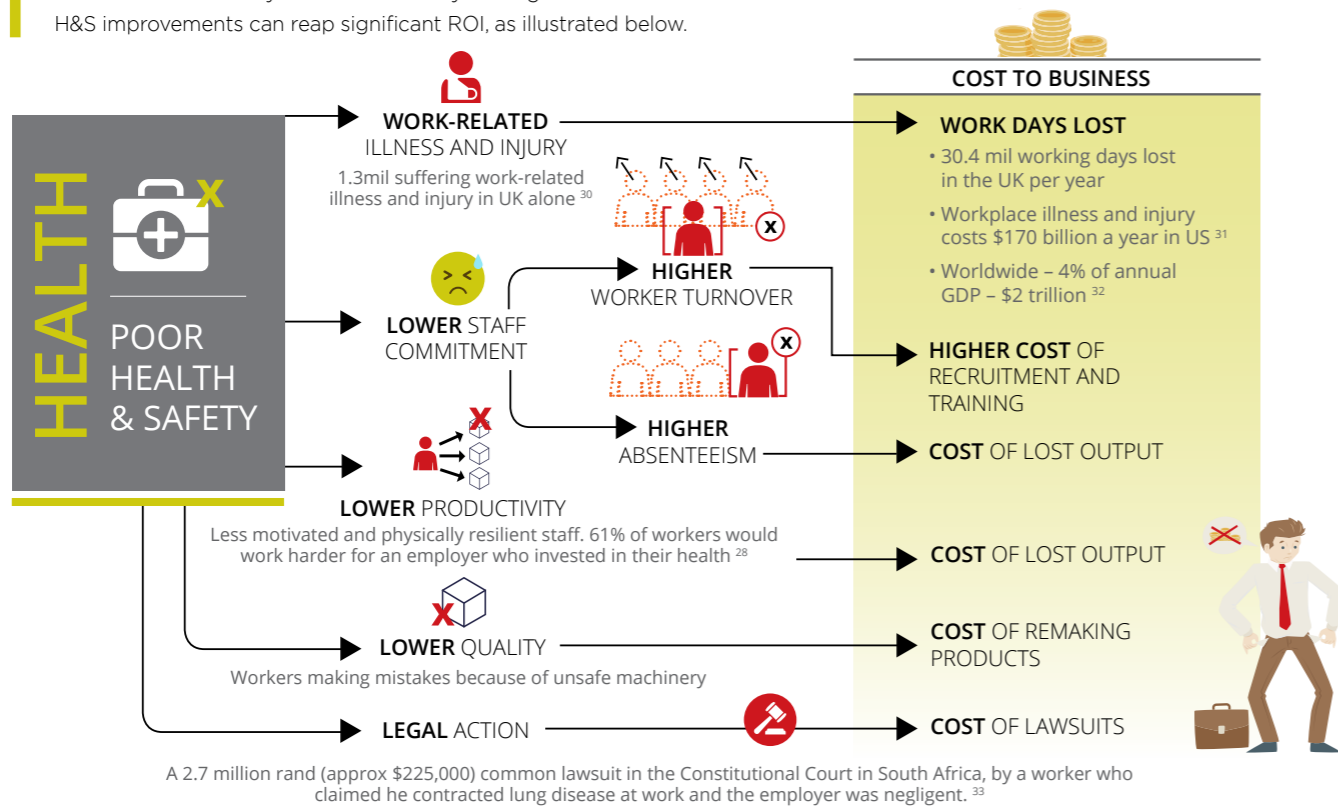 H&S improvements can reap significant ROI, as illustrated below.
HEALTH
X
POOR
HEALTH
& SAFETY
WORK-RELATED
ILLNESS AND INJURY
1.3mil suffering work-related
illness and injury in UK alone 30
LOWER STAFF
COMMITMENT
X
HIGHER
WORKER TURNOVER
X
HIGHER
ABSENTEEISM
X
LOWER PRODUCTIVITY
Less motivated and physically resilient staff. 61% of workers would
work harder for an employer who invested in their health 28
X
LOWER QUALITY
Workers making mistakes because of unsafe machinery
LEGAL ACTION
COST TO BUSINESS
WORK DAYS LOST
• 30.4 mil working days lost
in the UK per year
• Workplace illness and injury
costs $170 billion a year in US 31
• Worldwide – 4% of annual
GDP – $2 trillion 32
HIGHER COST OF
RECRUITMENT AND
TRAINING
COST OF LOST OUTPUT
COST OF LOST OUTPUT
COST OF REMAKING
PRODUCTS
COST OF LAWSUITS
A 2.7 million rand (approx $225,000) common lawsuit in the Constitutional Court in South Africa, by a worker who
claimed he contracted lung disease at work and the employer was negligent. 33